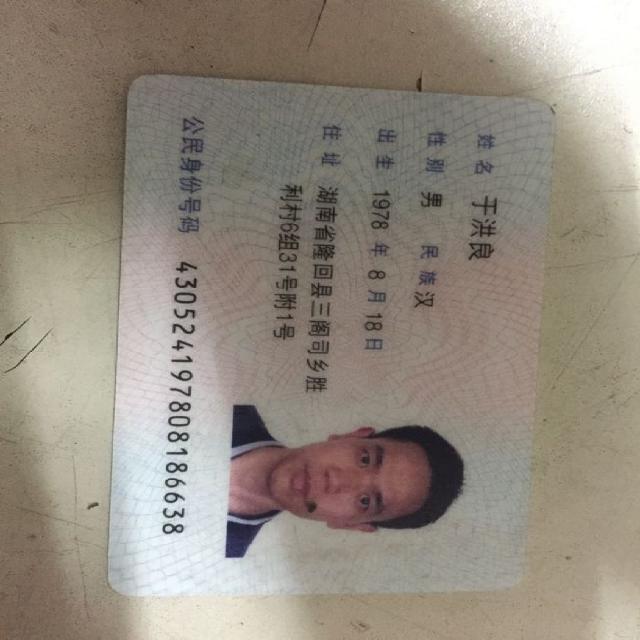 姓名 于洪良
性别 男 民族 汉
出生 1978 年 8 月 18 日
住址 湖南省隆回县三阁司乡胜
利村6组31号附1号
公民身份号码 430524197808186638